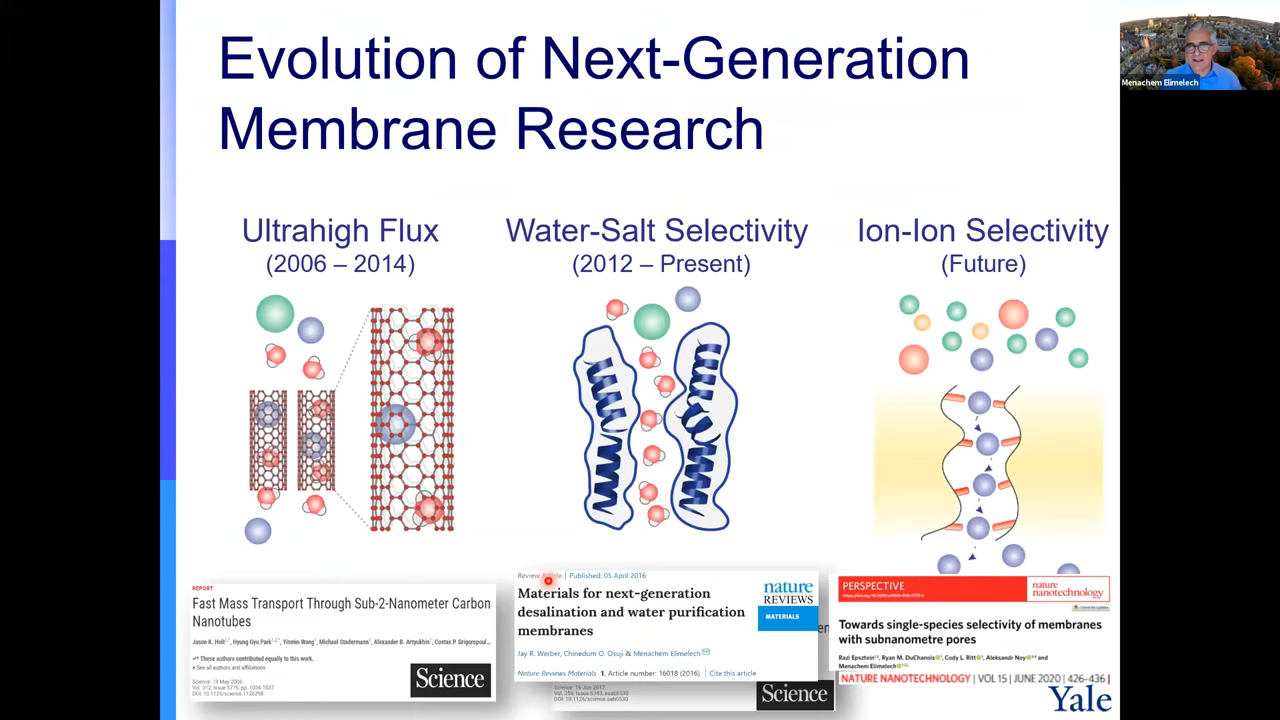 Evolution of Next-Generation
Membrane Research
Menachem Elimelech
Ultrahigh Flux
(2006 – 2014)
Water-Salt Selectivity
(2012 – Present)
Ion-Ion Selectivity
(Future)
REPORT
Fast Mass Transport Through Sub-2-Nanometer Carbon
Nanotubes
Jason K. Holt, Hyung Gyu Park, Yinmin Wang, Michael Stadermann, Alexander B. Artyukhin, Costas P. Grigoropoul...
These authors contributed equally to this work.
See all authors and affiliations
Science 19 May 2006:
Vol. 312, Issue 5776, pp. 1034-1037
DOI: 10.1126/science.1126298
Science
Review Article | Published: 05 April 2016
Materials for next-generation
desalination and water purification
membranes
Jay R. Werber, Chinedum O. Osuji & Menachem Elimelech
Nature Reviews Materials 1, Article number: 16018 (2016) | Cite this article
nature
REVIEWS
MATERIALS
en
Science
PERSPECTIVE
nature
nanotechnology
Towards single-species selectivity of membranes
with subnanometre pores
Razi Epsztein, Ryan M. DuChanois, Cody L. Ritt, Aleksandr Noy and
Menachem Elimelech
NATURE NANOTECHNOLOGY | VOL 15 | JUNE 2020 | 426–436 |
Yale